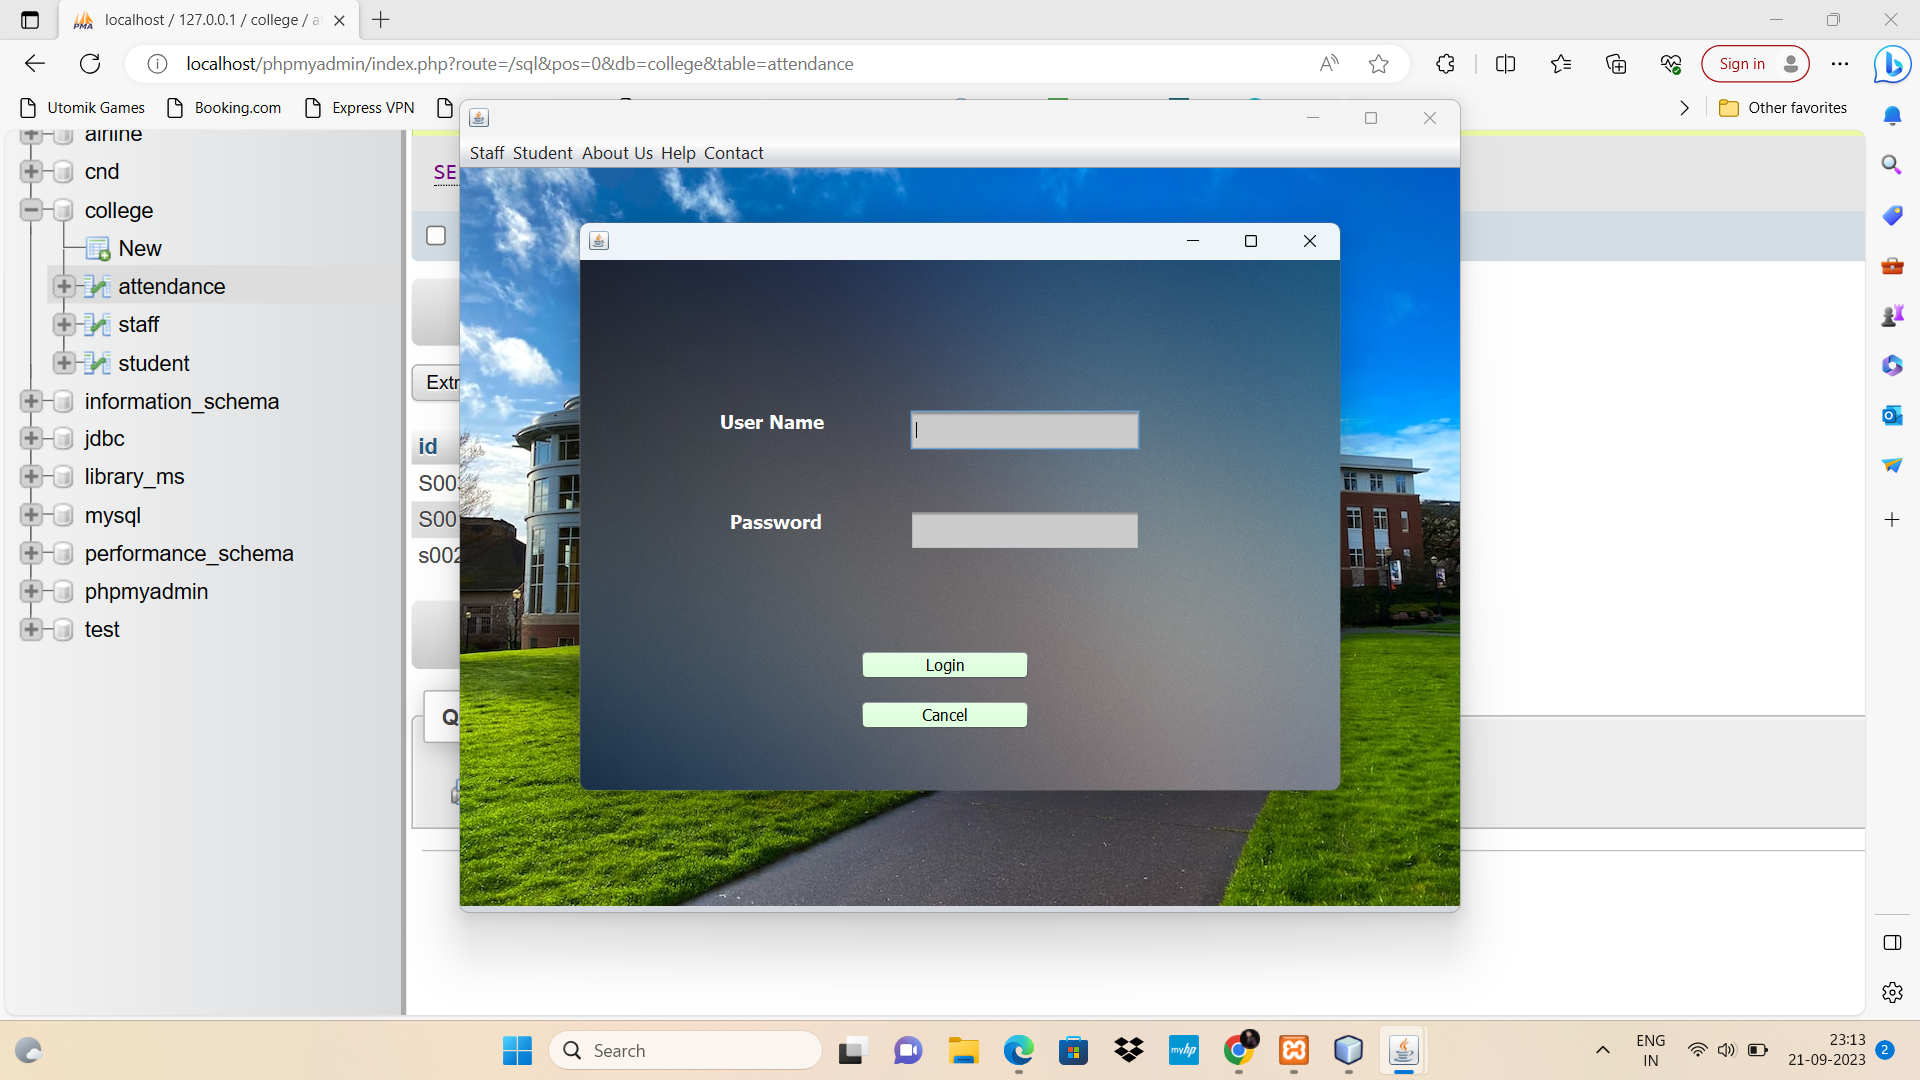 localhost / 127.0.0.1 / college / a
localhost/phpmyadmin/index.php?route=/sql&pos=0&db=college&table=attendance
Sign in
Utomik Games
Booking.com
Express VPN
Other favorites
airline
cnd
college
New
attendance
staff
student
information_schema
jdbc
library_ms
mysql
performance_schema
phpmyadmin
test
SE
Extr
id
S003
S00
s002
Q
Staff Student About Us Help Contact
User Name
Password
Login
Cancel
Search
myhp
ENG
IN
23:13
21-09-2023
2